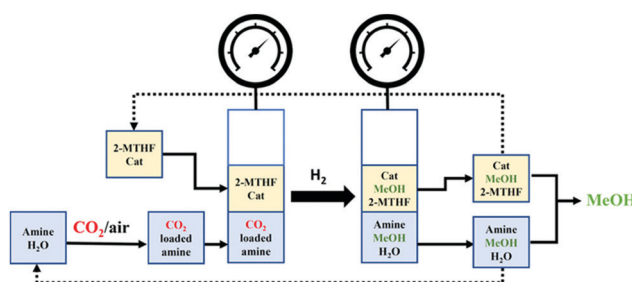 2-MTHF
Cat
Amine
H₂O
CO₂/air
CO₂
loaded
amine
2-MTHF
Cat
CO₂
loaded
amine
H₂
Cat
MeOH
2-MTHF
Amine
MeOH
H₂O
Cat
MeOH
2-MTHF
Amine
MeOH
H₂O
MeOH